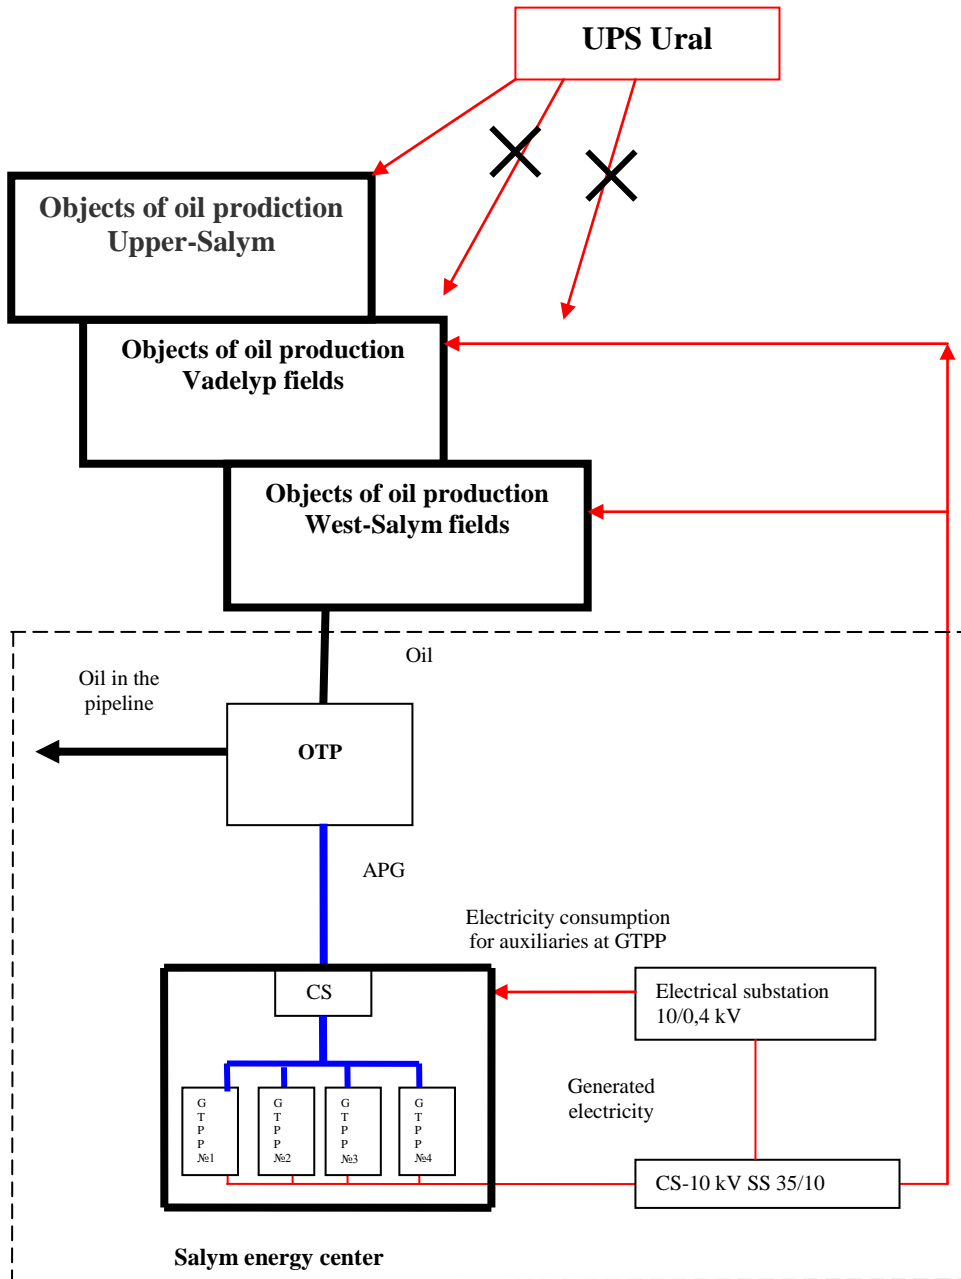 UPS Ural
Objects of oil prodiction
Upper-Salym
Objects of oil production
Vadelyp fields
Objects of oil production
West-Salym fields
Oil
Oil in the
pipeline
OTP
APG
Electricity consumption
for auxiliaries at GTPP
CS
Electrical substation
10/0,4 kV
Generated
electricity
G
T
P
P
№1
G
T
P
P
№2
G
T
P
P
№3
G
T
P
P
№4
CS-10 kV SS 35/10
Salym energy center